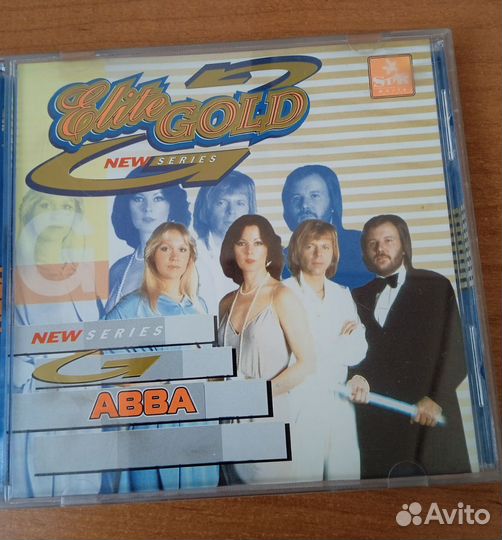 Elite
GOLD
NEW SERIES
G
NEW SERIES
G
ABBA
Avito